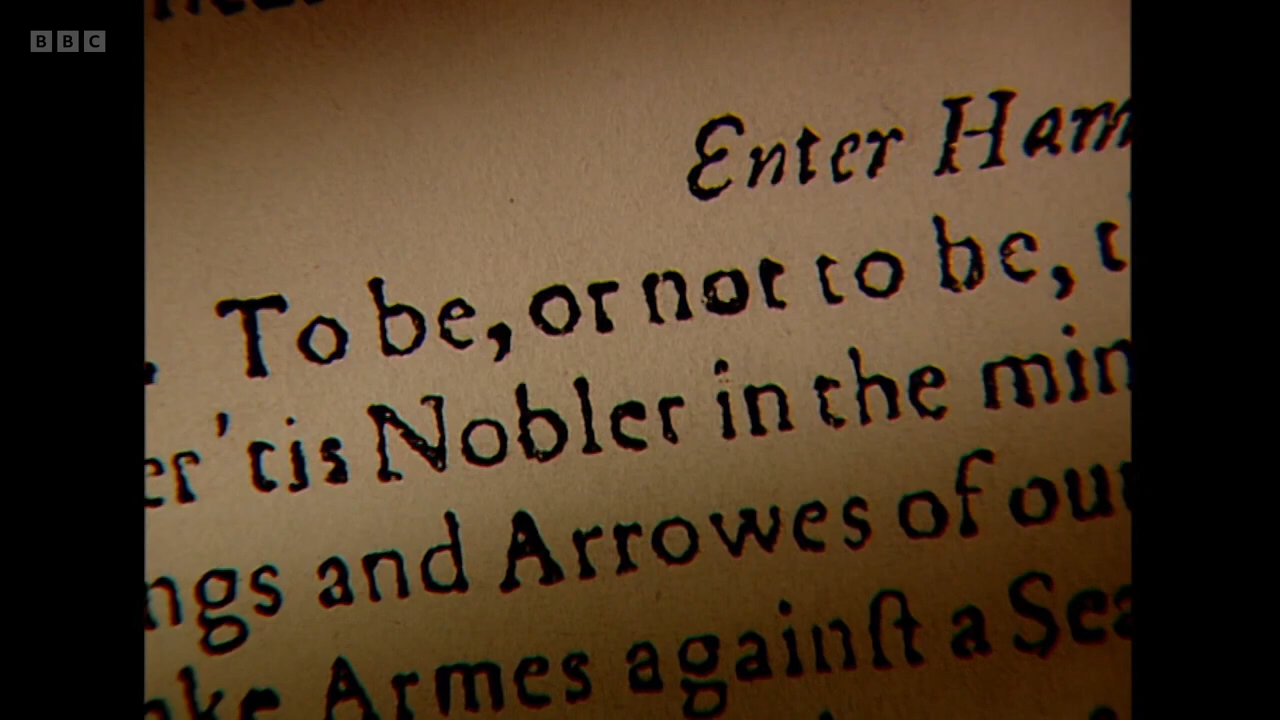 BBC
Enter Ham
. To be, or not to be, t
er 'tis Nobler in the min
ngs and Arrowes of out
ake Armes againſt a Sea